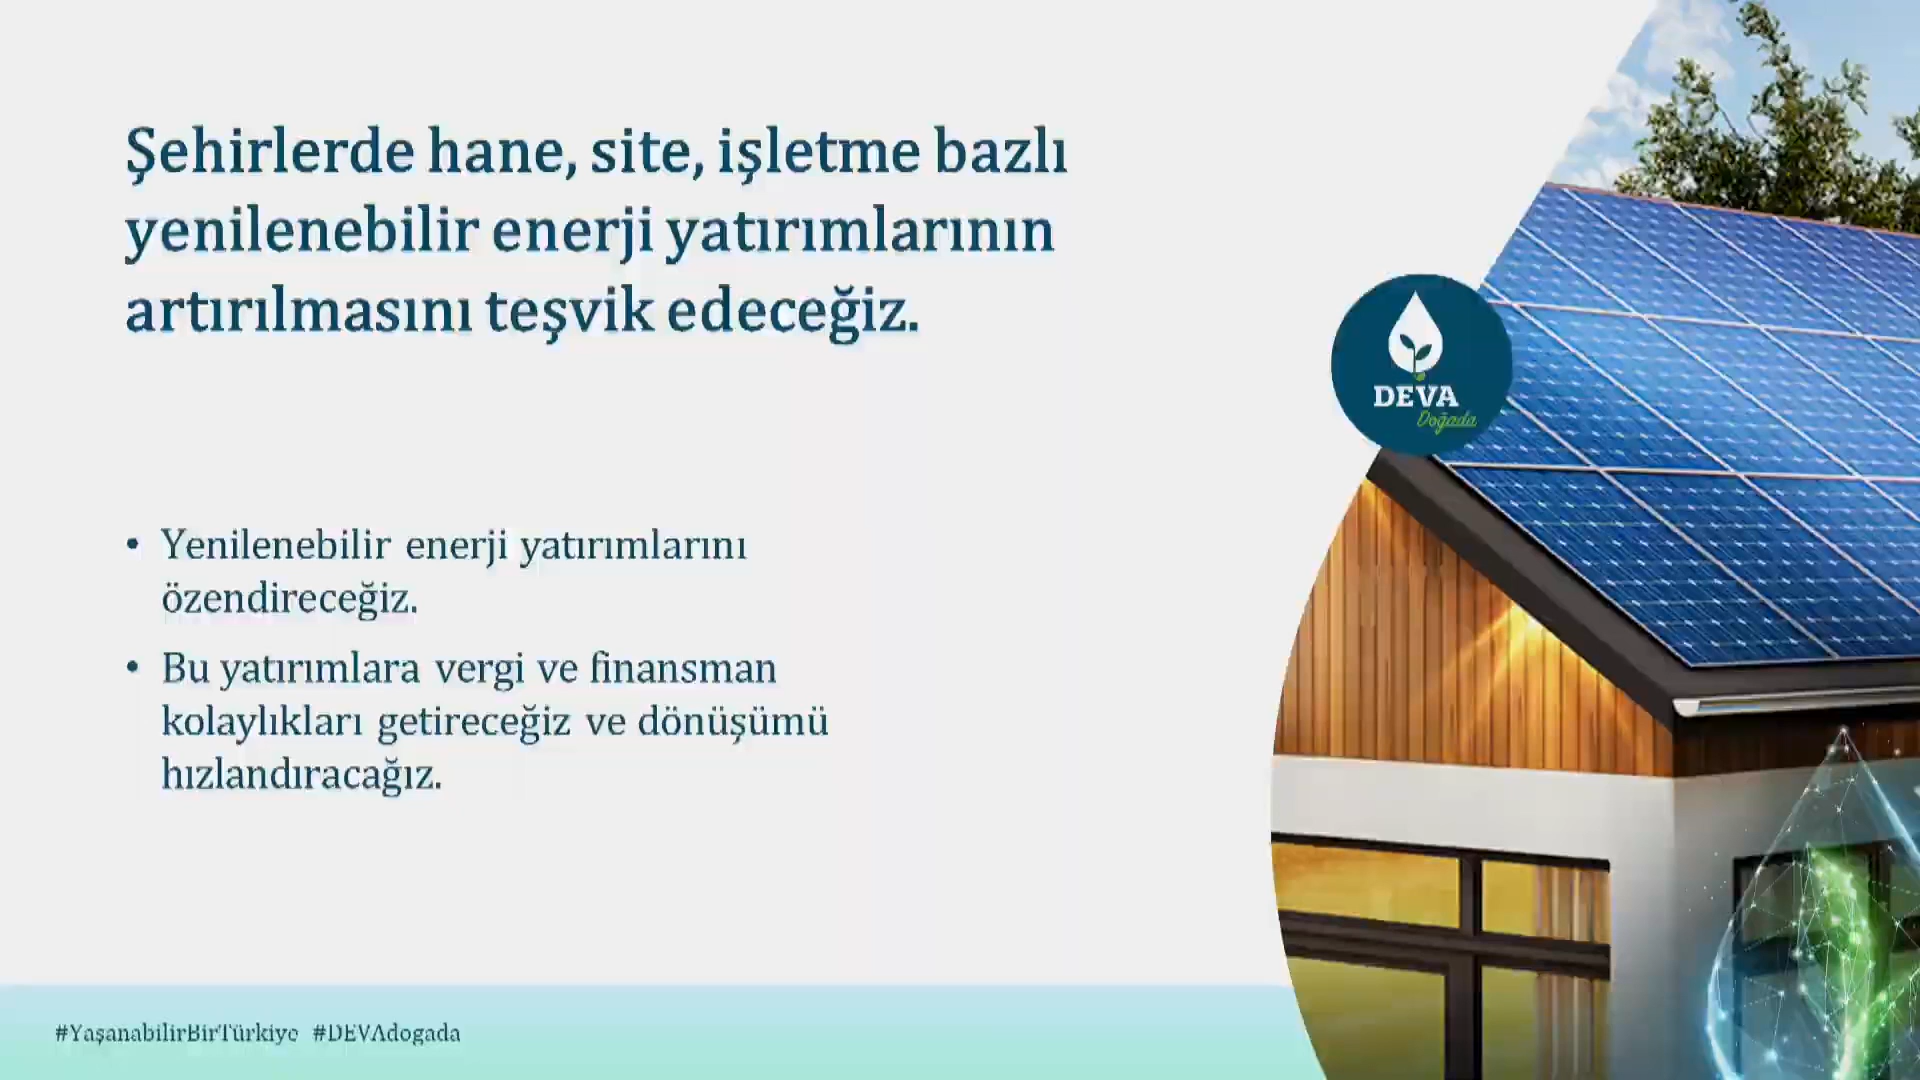 Şehirlerde hane, site, işletme bazlı
yenilenebilir enerji yatırımlarının
artırılmasını teşvik edeceğiz.
DEVA
Doğada
• Yenilenebilir enerji yatırımlarını
özendireceğiz.
• Bu yatırımlara vergi ve finansman
kolaylıkları getireceğiz ve dönüşümü
hızlandıracağız.
#YaşanabilirBirTürkiye #DEVAdogada